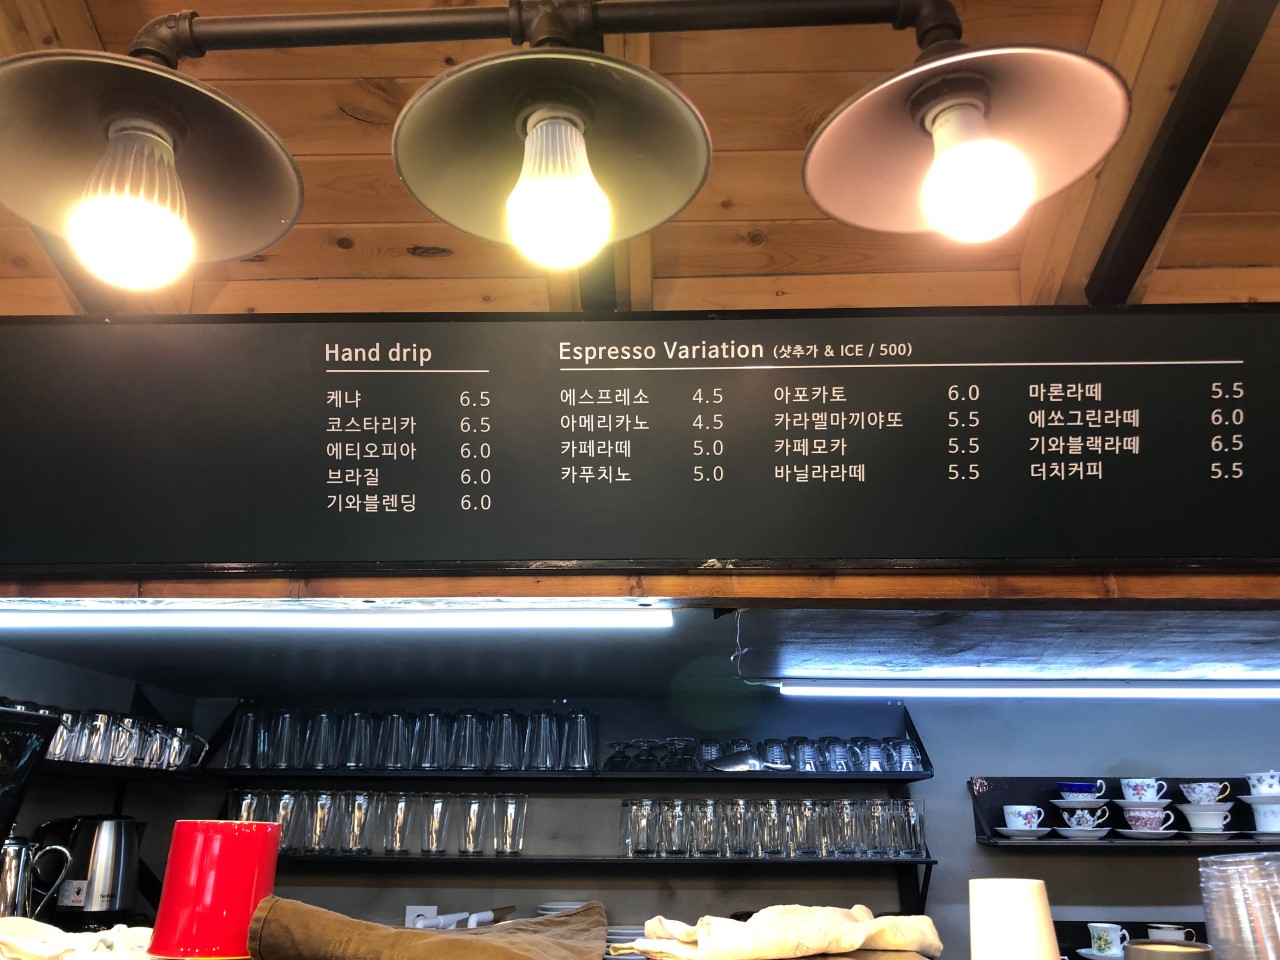 Hand drip
케냐 6.5
코스타리카 6.5
에티오피아 6.0
브라질 6.0
기와블렌딩 6.0
Espresso Variation (샷추가 & ICE / 500)
에스프레소 4.5
아메리카노 4.5
카페라떼 5.0
카푸치노 5.0
아포카토 6.0
카라멜마끼야또 5.5
카페모카 5.5
바닐라라떼 5.5
마론라떼 5.5
에쏘그린라떼 6.0
기와블랙라떼 6.5
더치커피 5.5